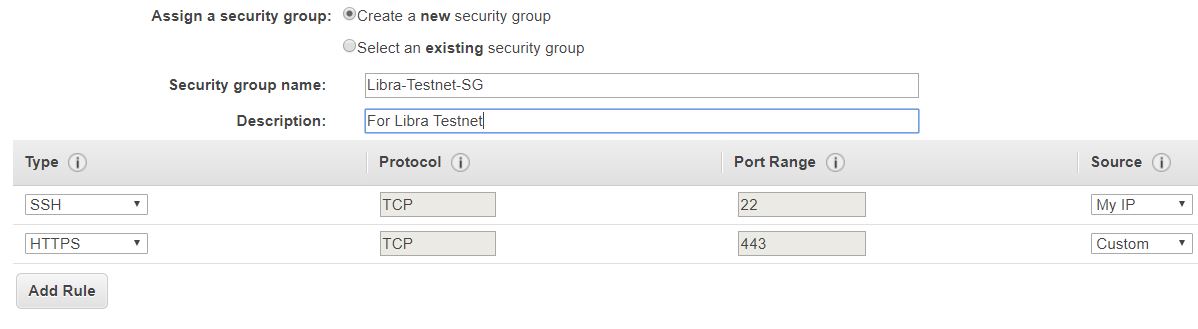 Assign a security group: Create a new security group
Select an existing security group
Security group name: Libra-Testnet-SG
Description: For Libra Testnet
Type i Protocol i Port Range i Source i
SSH TCP 22 My IP
HTTPS TCP 443 Custom
Add Rule